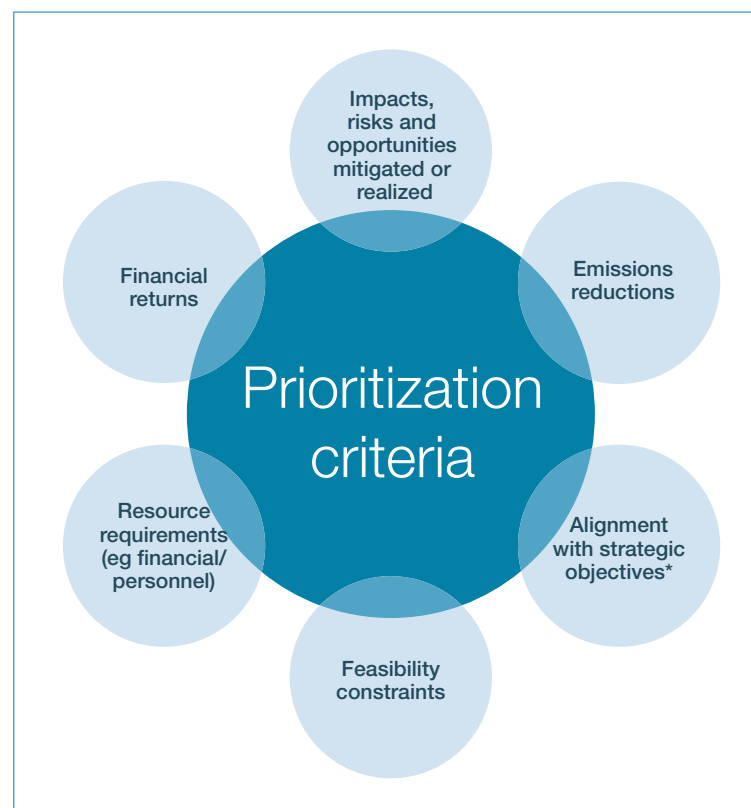 Impacts,
risks and
opportunities
mitigated or
realized
Emissions
reductions
Alignment
with strategic
objectives*
Feasibility
constraints
Resource
requirements
(eg financial/
personnel)
Financial
returns
Prioritization
criteria